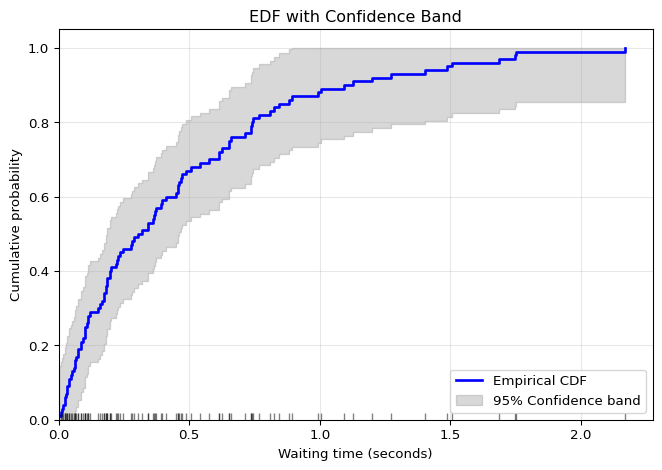 EDF with Confidence Band
Cumulative probability
1.0
0.8
0.6
0.4
0.2
0.0
0.0
0.5
1.0
1.5
2.0
Waiting time (seconds)
Empirical CDF
95% Confidence band